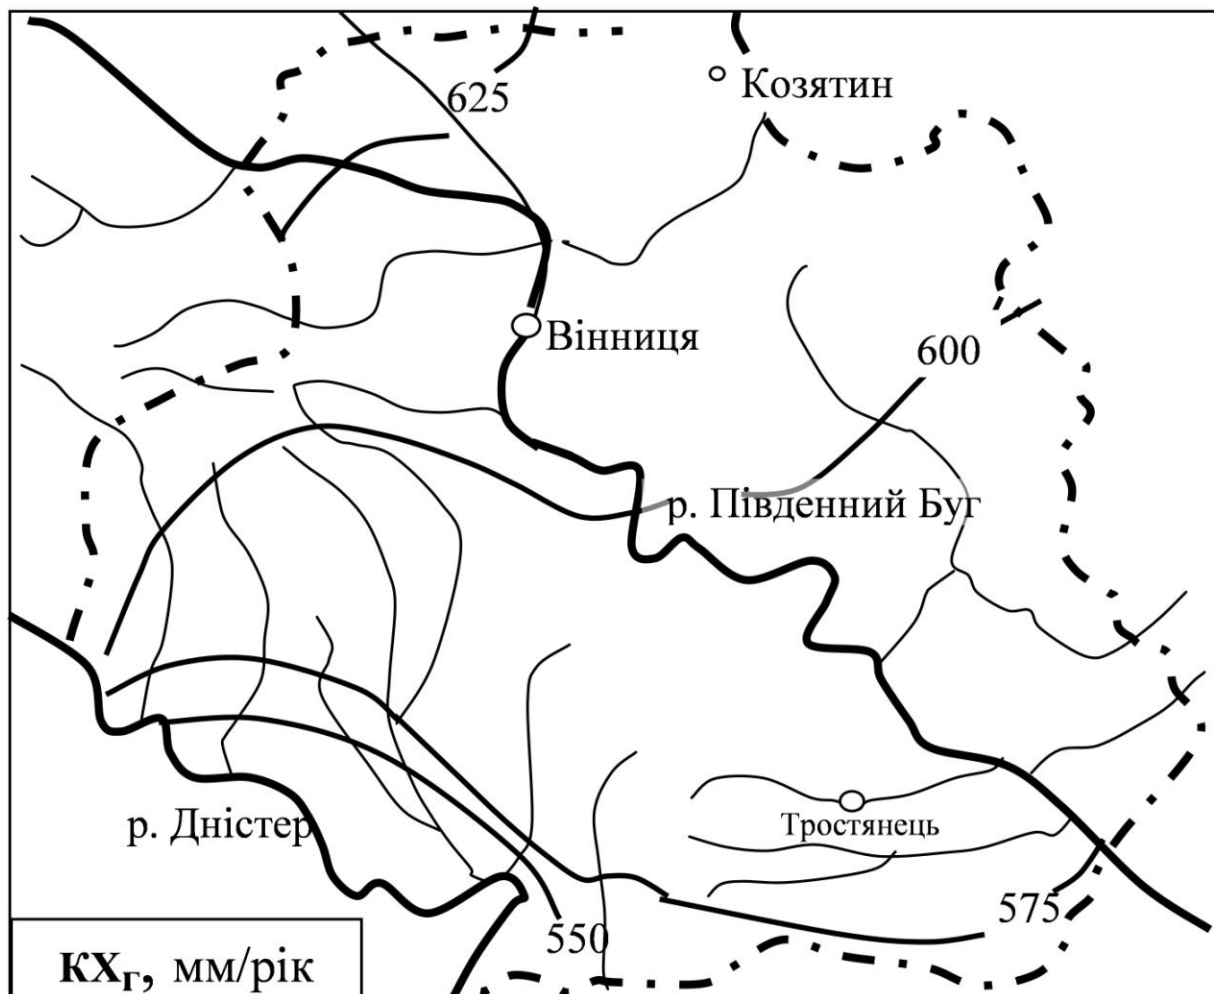 Козятин
625
Вінниця
600
р. Південний Буг
р. Дністер
Тростянець
575
550
КХг, мм/рік